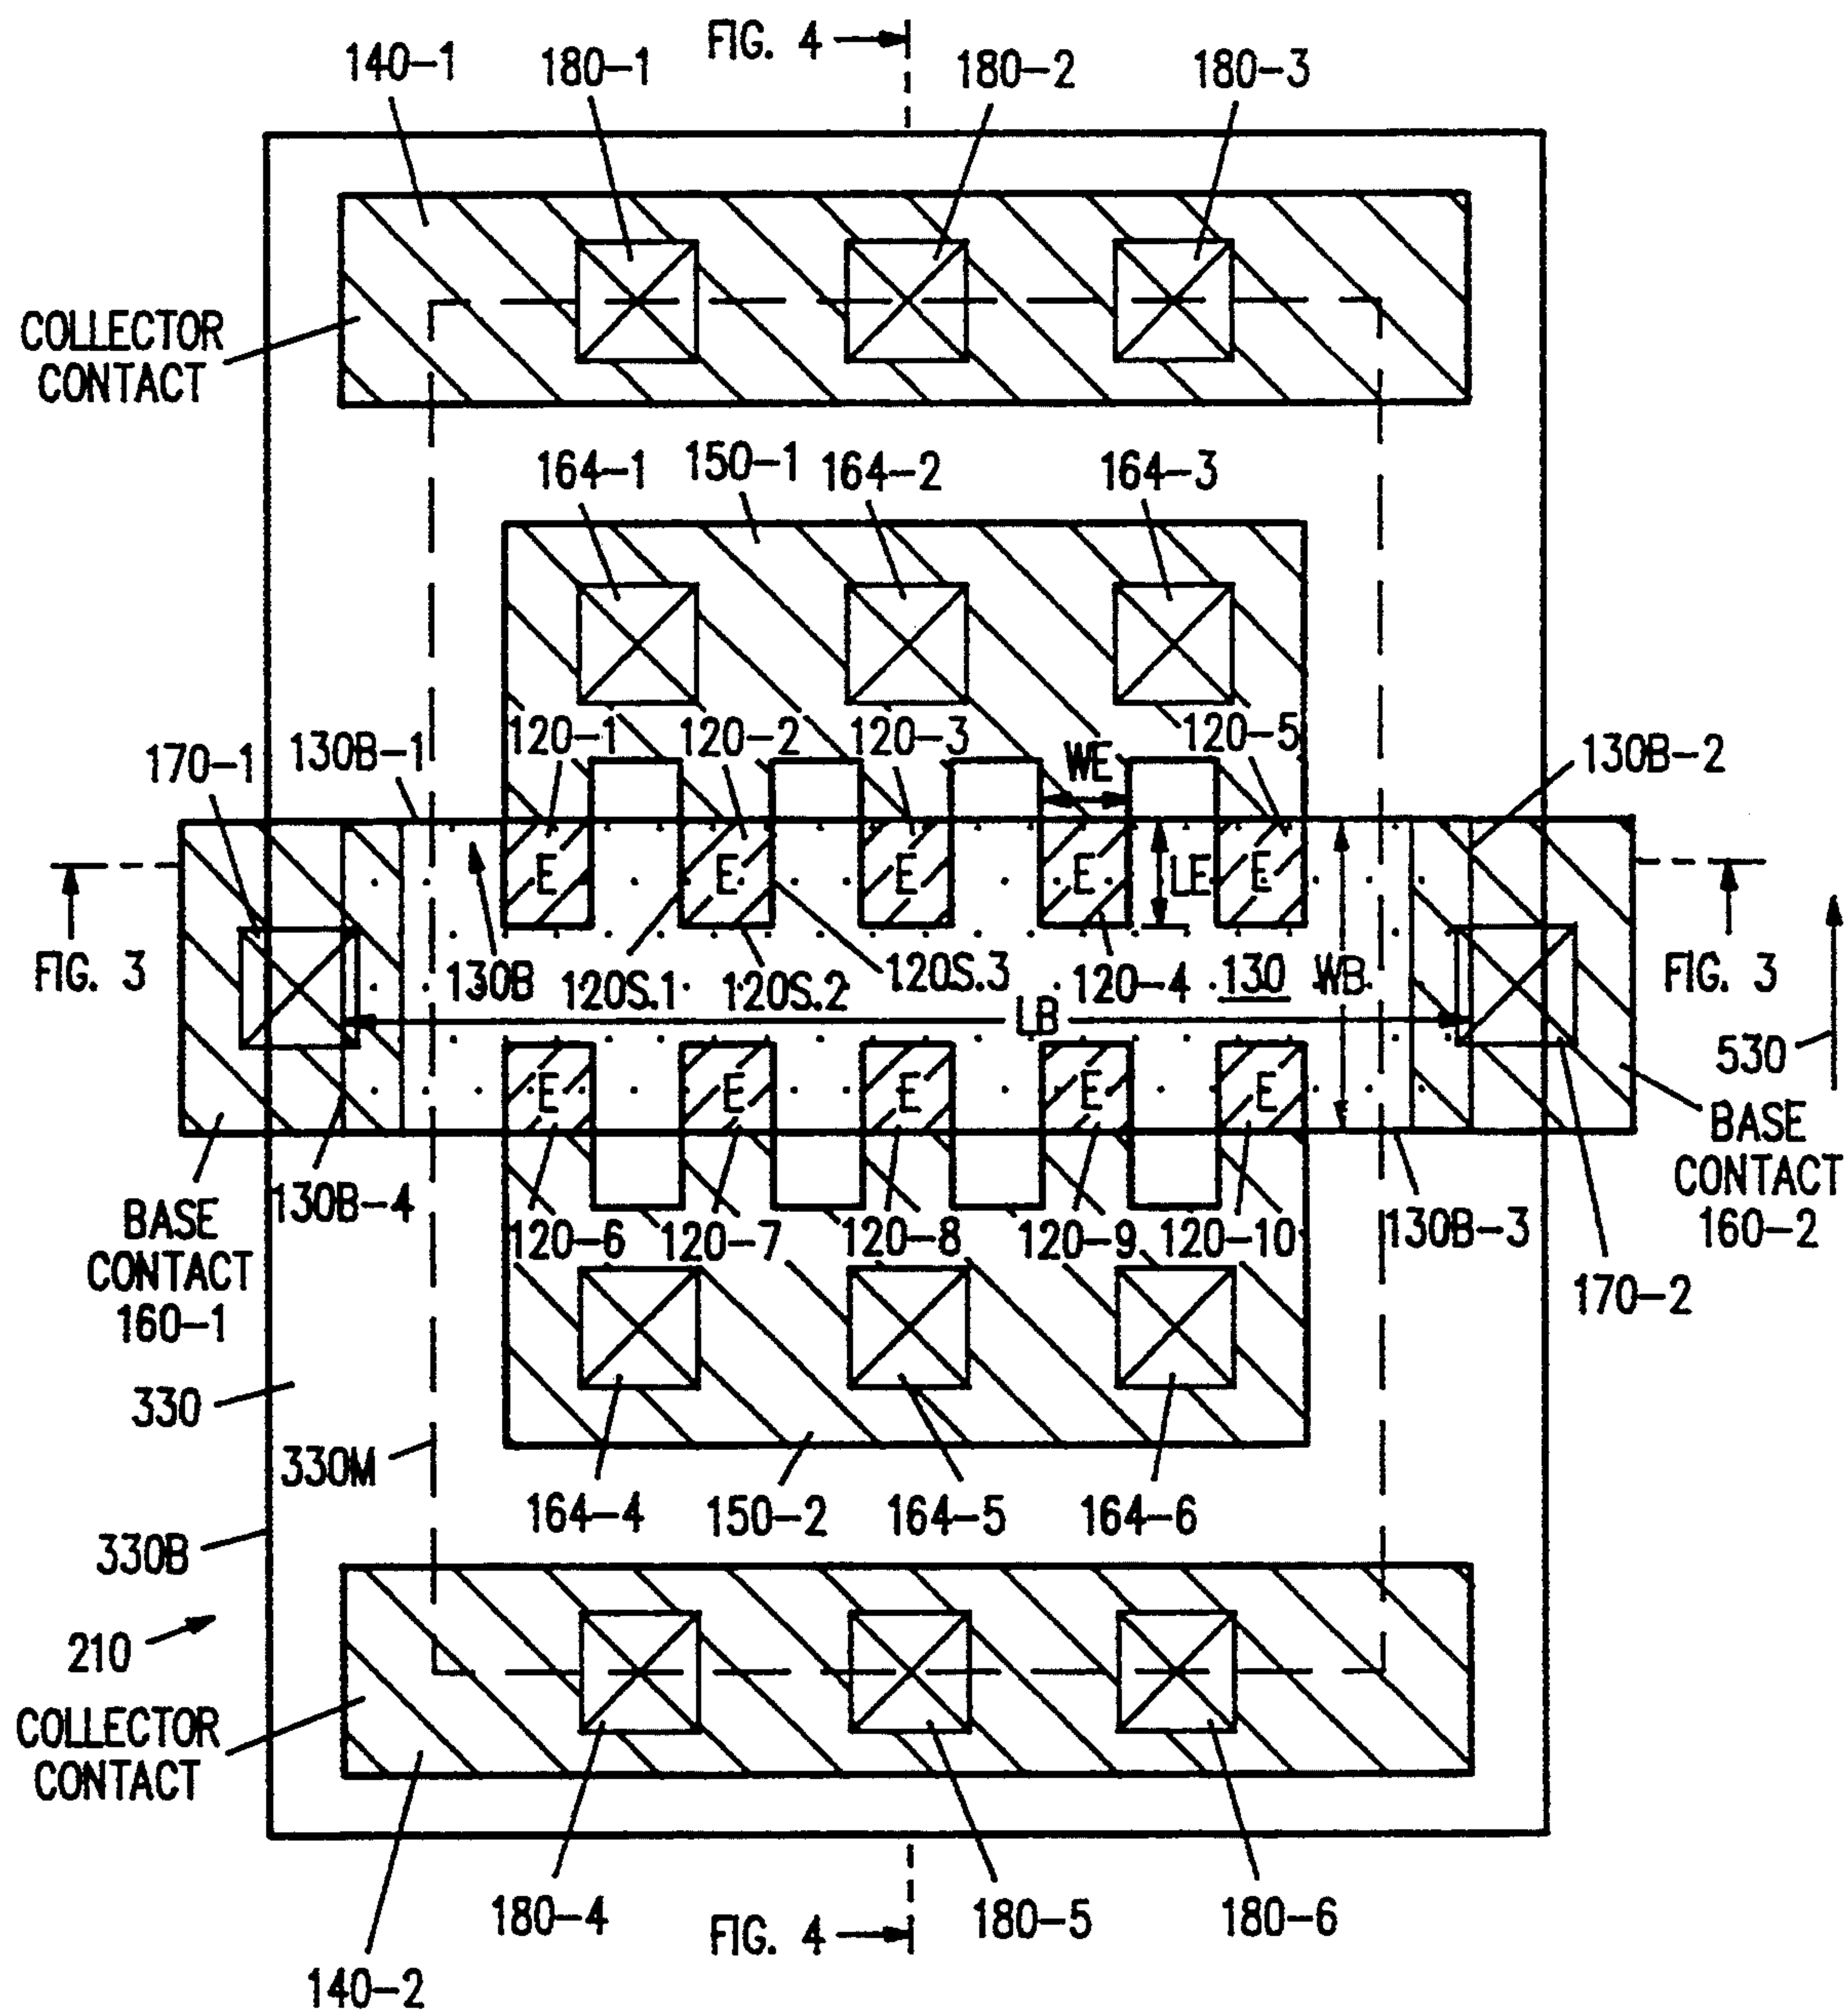 FIG. 4
140-1
180-1
180-2
180-3
COLLECTOR
CONTACT
164-1
150-1
164-2
164-3
170-1
130B-1
120-1
120-2
120-3
WE
120-5
130B-2
E
E
E
E
LE
E
FIG. 3
130B
120S.1
120S.2
120S.3
120-4
130
WB
FIG. 3
LB
530
E
E
E
E
E
BASE
CONTACT
160-2
130B-4
BASE
CONTACT
160-1
120-6
120-7
120-8
120-9
120-10
130B-3
170-2
330
330M
330B
164-4
150-2
164-5
164-6
210
COLLECTOR
CONTACT
180-4
FIG. 4
180-5
180-6
140-2